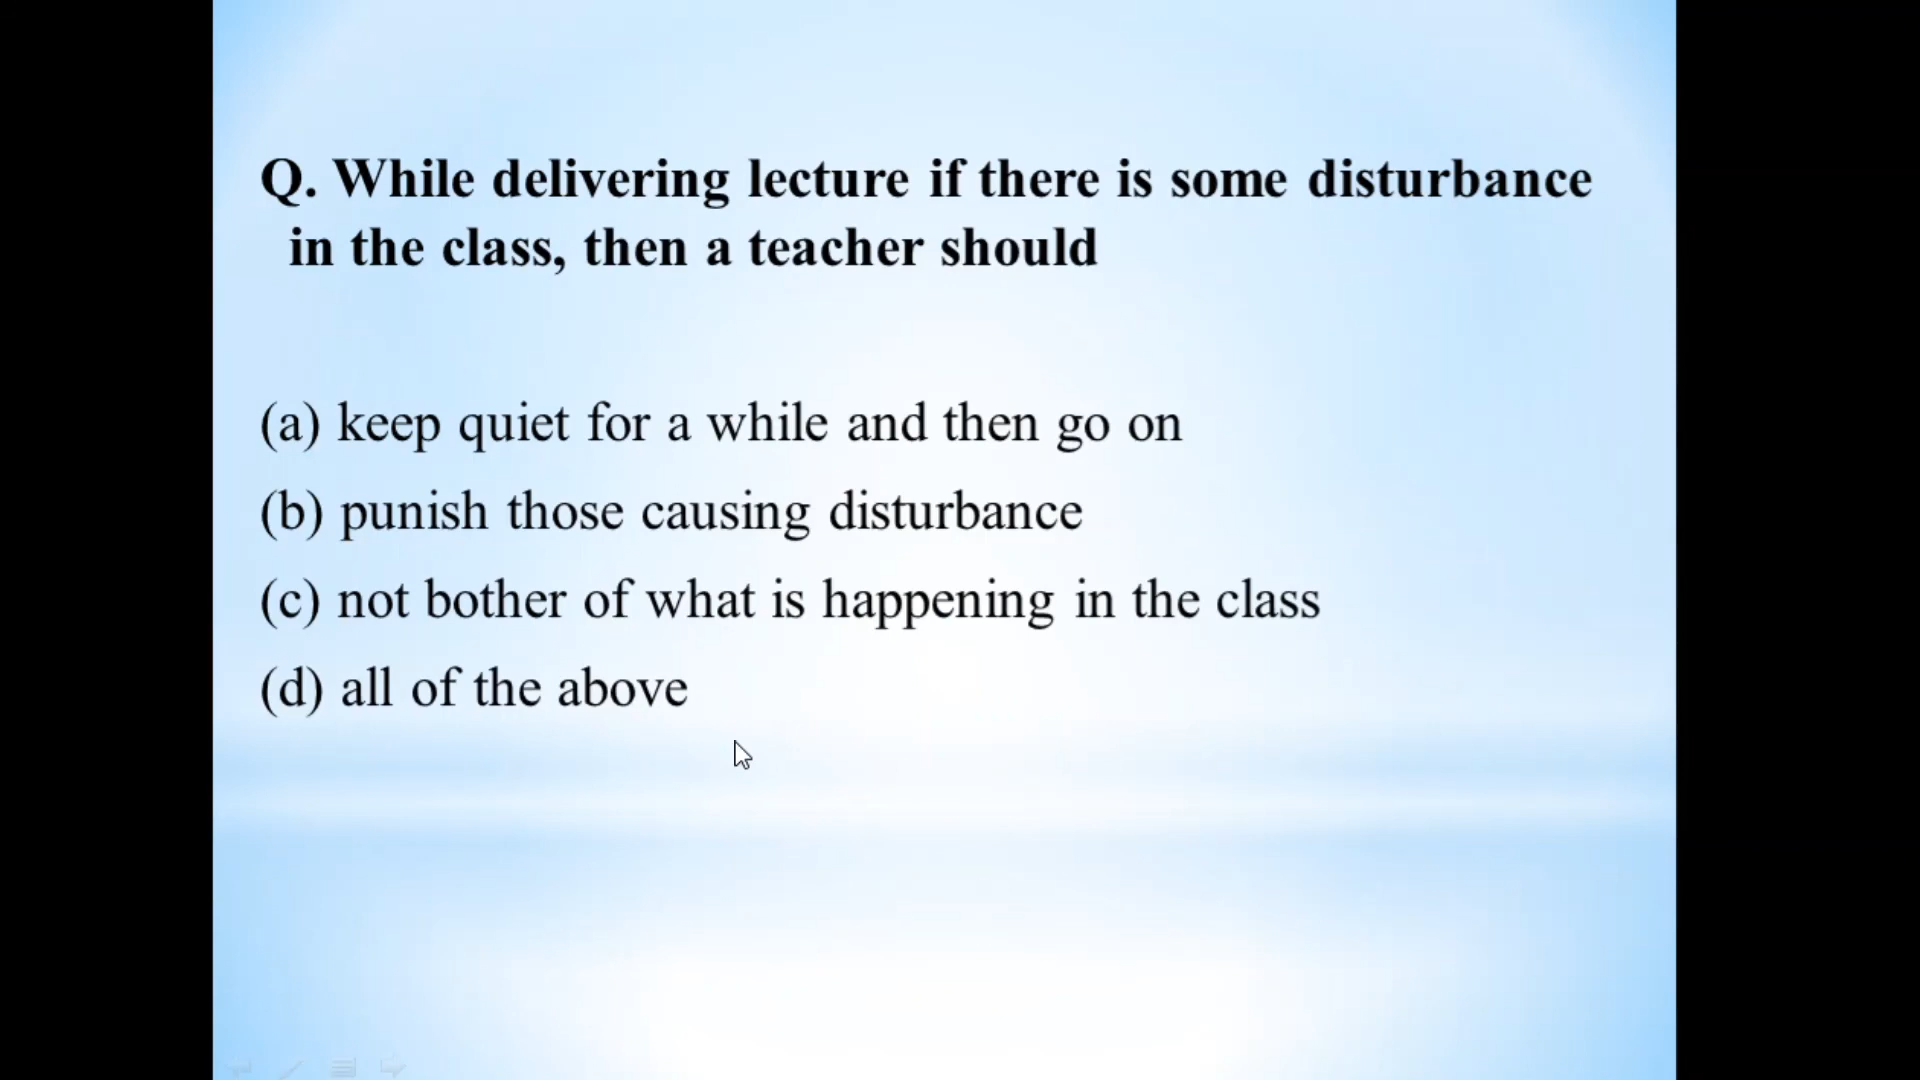 Q. While delivering lecture if there is some disturbance
in the class, then a teacher should
(a) keep quiet for a while and then go on
(b) punish those causing disturbance
(c) not bother of what is happening in the class
(d) all of the above